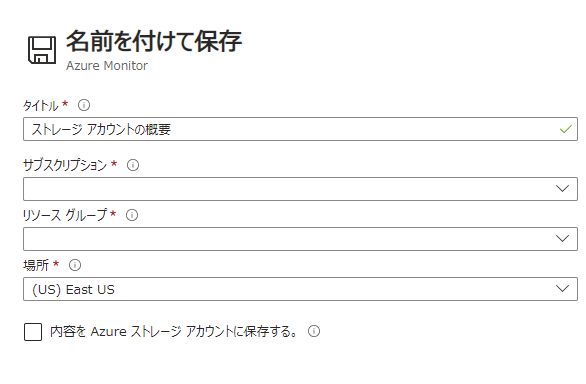 名前を付けて保存
Azure Monitor
タイトル *
ストレージ アカウントの概要
サブスクリプション *
リソース グループ *
場所 *
(US) East US
内容を Azure ストレージ アカウントに保存する。